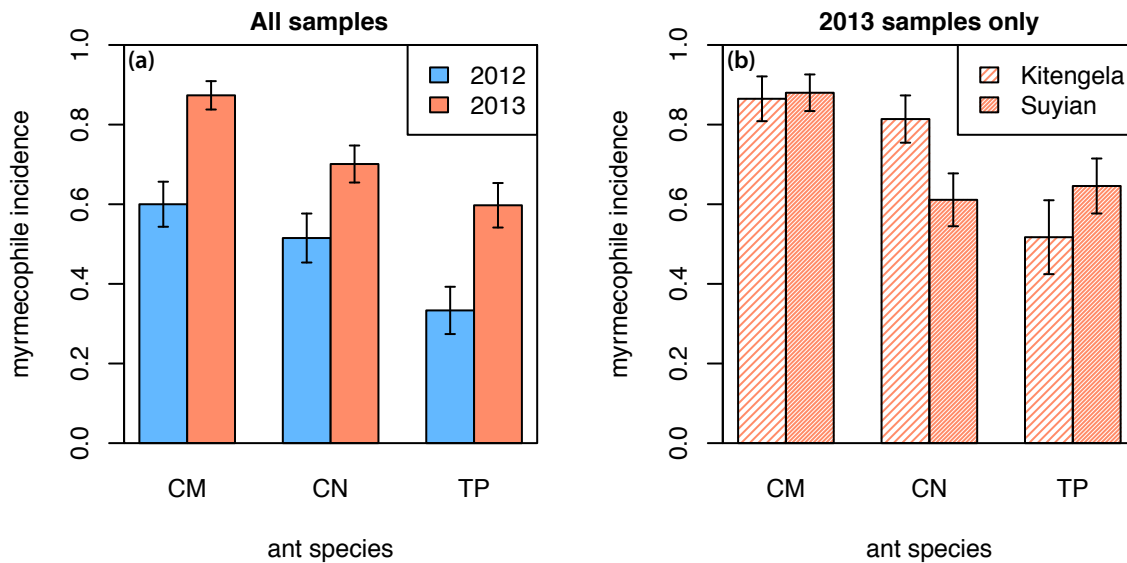 All samples
(a)
2012
2013
myrmecophile incidence
0.0
0.2
0.4
0.6
0.8
1.0
CM CN TP
ant species
2013 samples only
(b)
Kitengela
Suyian
myrmecophile incidence
0.0
0.2
0.4
0.6
0.8
1.0
CM CN TP
ant species